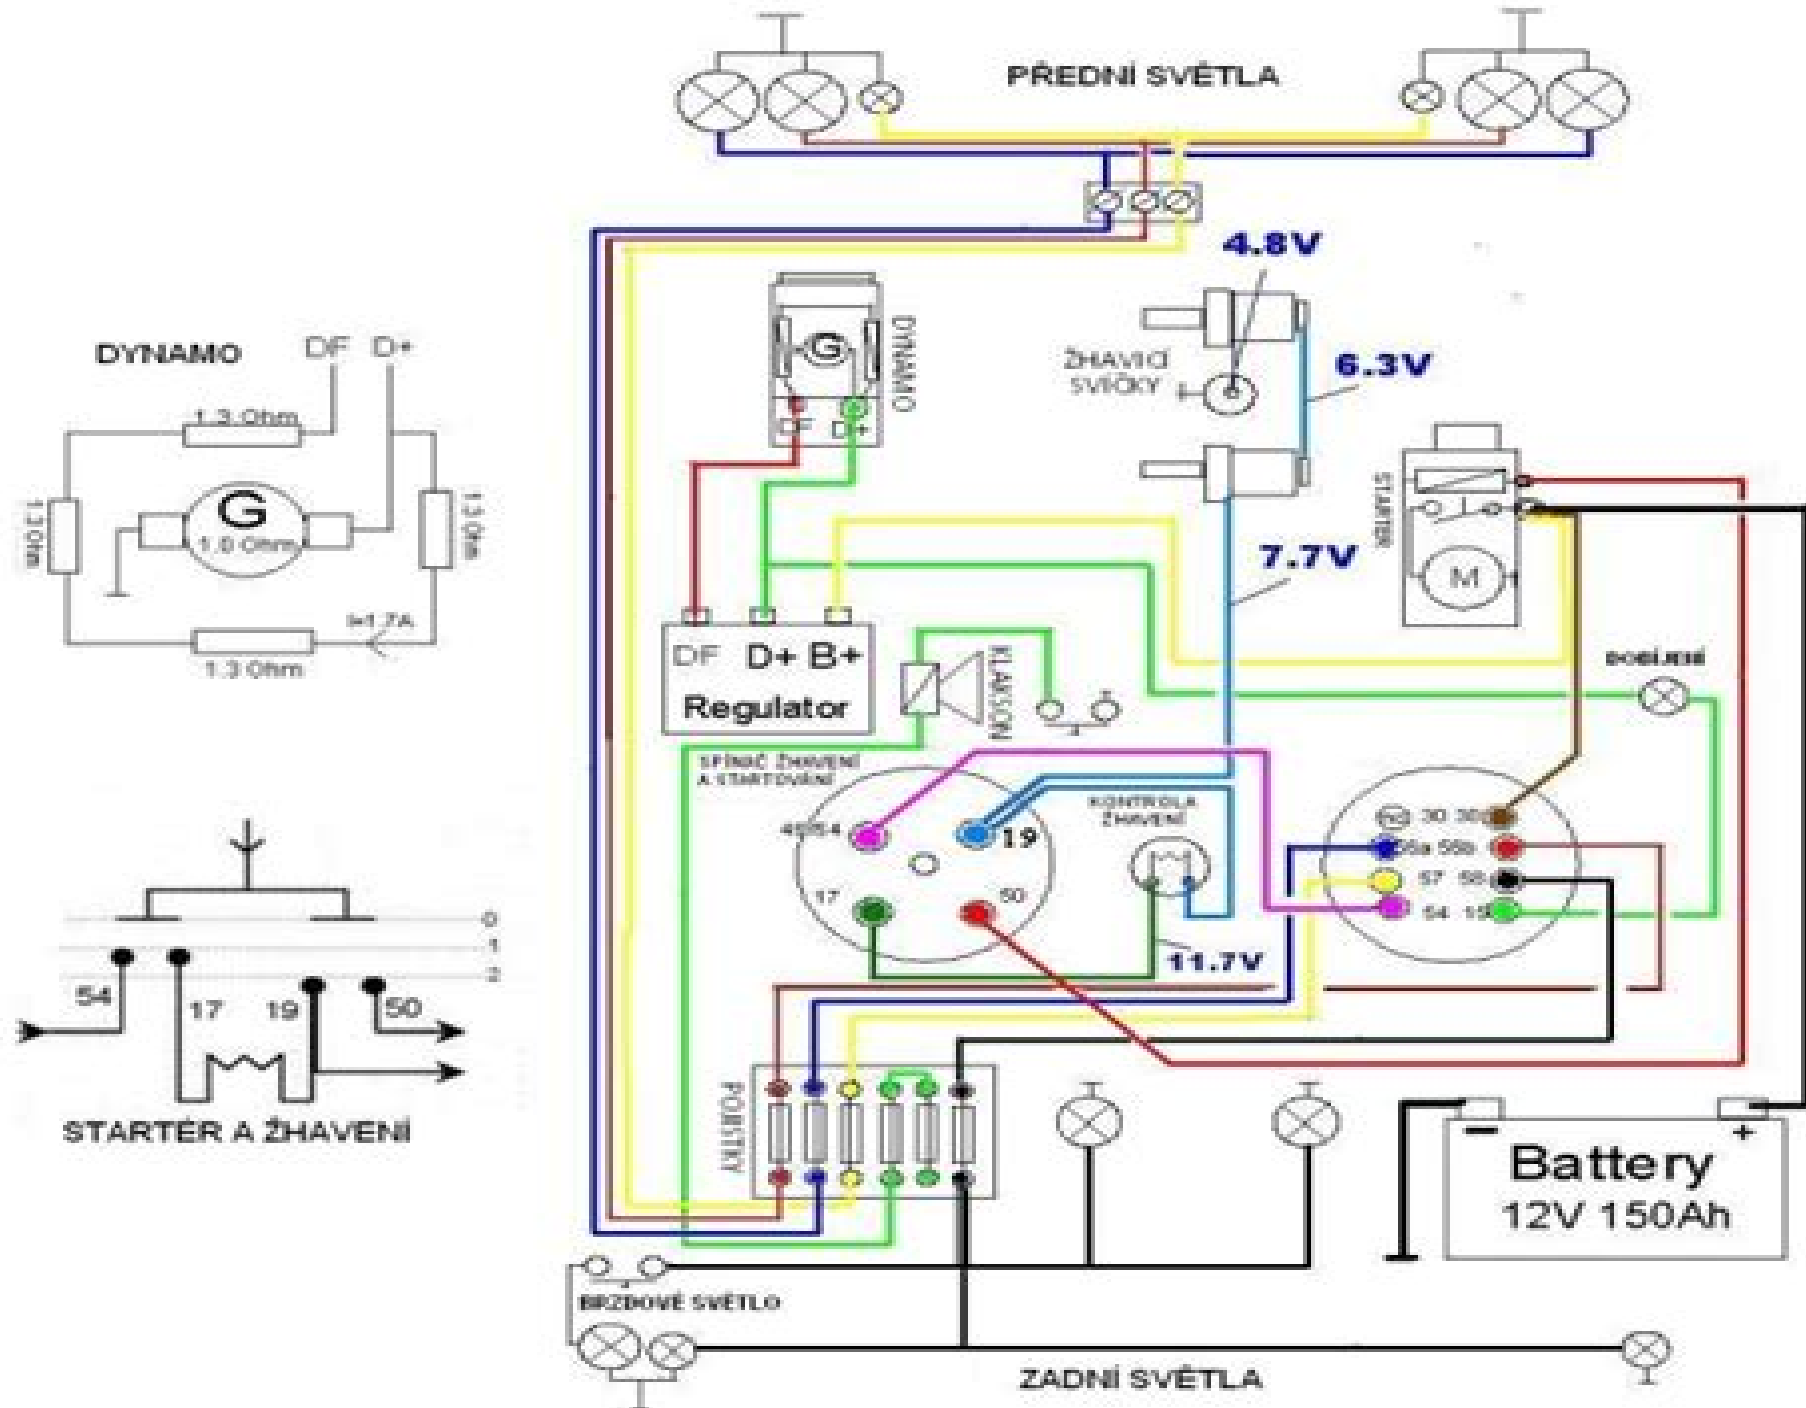 PŘEDNÍ SVĚTLA
4.8V
DYNAMO
DF D+
1.3 Ohm
G
1.0 Ohm
1.3 Ohm
1.3 Ohm
I=1.7A
1.3 Ohm
G
DF D+
DYNAMO
ŽHAVICÍ
SVÍČKY
6.3V
7.7V
STARTER
M
DF D+ B+
Regulator
KLAKSON
DOBÍJENÍ
SPÍNAČ ŽHAVENÍ
A STARTOVÁNÍ
19
17
50
KONTROLA
ŽHAVENÍ
11.7V
30 30
56a 56b
57 58
54 15
0
1
2
54
17
19
50
STARTÉR A ŽHAVENÍ
POJISTKY
- +
Battery
12V 150Ah
BRZDOVÉ SVĚTLO
ZADNÍ SVĚTLA